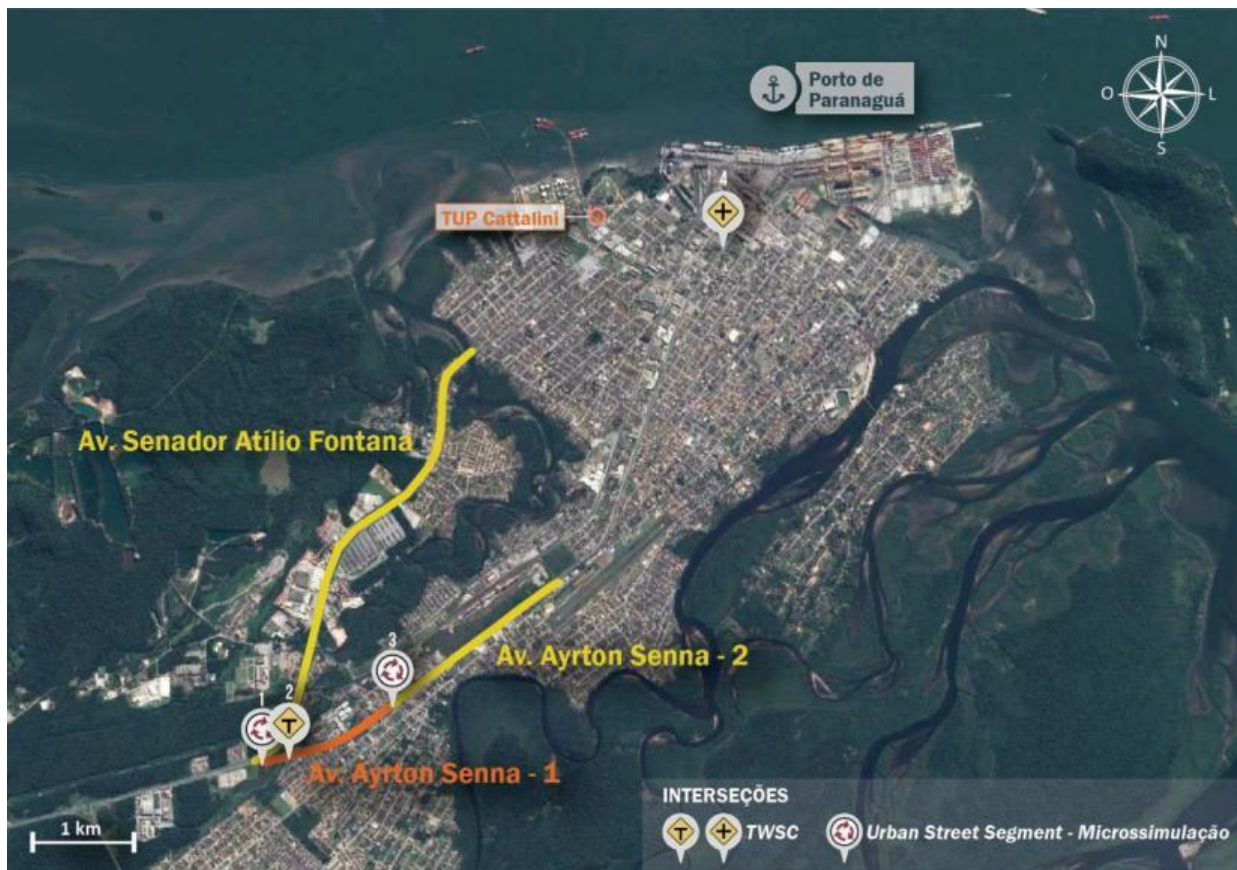 Porto de
Paranaguá
N
O
L
S
4
TUP Cattalini
Av. Senador Atílio Fontana
3
Av. Ayrton Senna - 2
1
2
Av. Ayrton Senna - 1
INTERSEÇÕES
TWSC
Urban Street Segment - Microssimulação
1 km